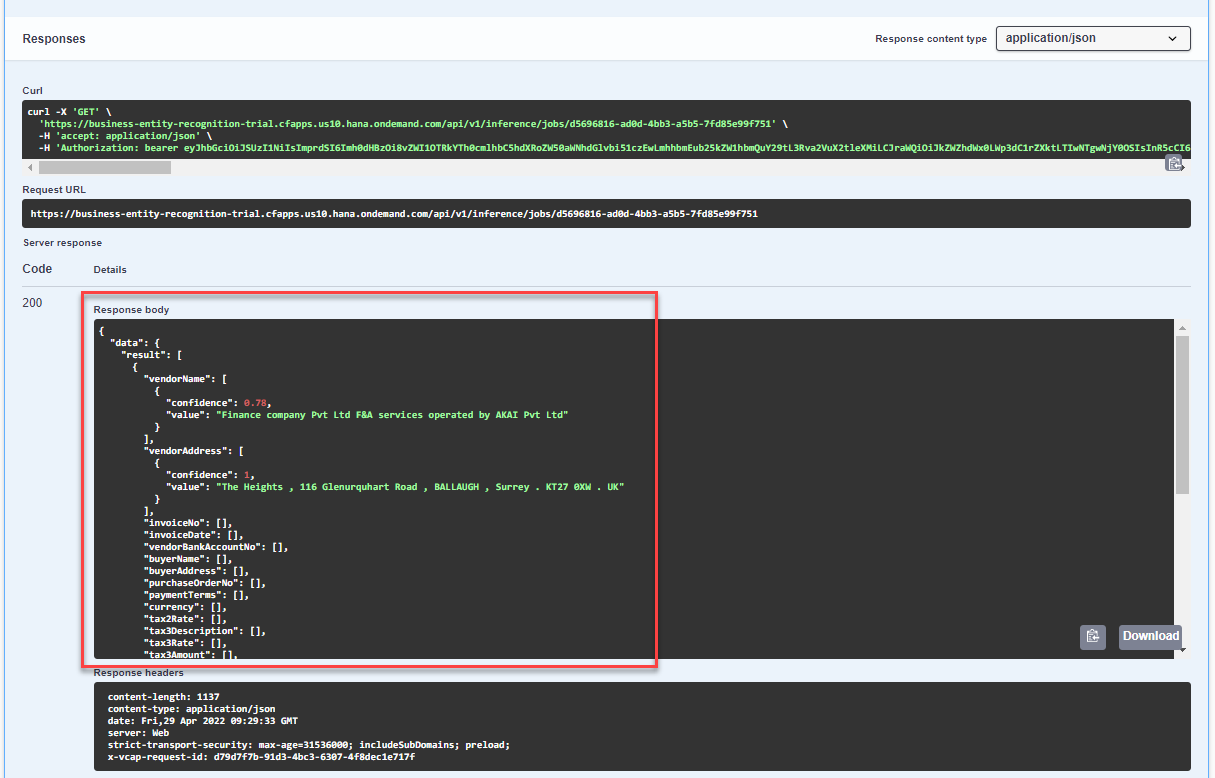 Responses
Response content type application/json
Curl
curl -X 'GET' \
  'https://business-entity-recognition-trial.cfapps.us10.hana.ondemand.com/api/v1/inference/jobs/d5696816-ad0d-4bb3-a5b5-7fd85e99f751' \
  -H 'accept: application/json' \
  -H 'Authorization: bearer
Request URL
https://business-entity-recognition-trial.cfapps.us10.hana.ondemand.com/api/v1/inference/jobs/d5696816-ad0d-4bb3-a5b5-7fd85e99f751
Server response
Code Details
200
Response body
{
  "data": {
    "result": [
      {
        "vendorName": [
          {
            "confidence": 0.78,
            "value": "Finance company Pvt Ltd F&A services operated by AKAI Pvt Ltd"
          }
        ],
        "vendorAddress": [
          {
            "confidence": 1,
            "value": "The Heights , 116 Glenurquhart Road , BALLAUGH , Surrey . KT27 0XW . UK"
          }
        ],
        "invoiceNo": [],
        "invoiceDate": [],
        "vendorBankAccountNo": [],
        "buyerName": [],
        "buyerAddress": [],
        "purchaseOrderNo": [],
        "paymentTerms": [],
        "currency": [],
        "tax2Rate": [],
        "tax3Description": [],
        "tax3Rate": [],
        "tax3Amount": [],
Download
Response headers
content-length: 1137
content-type: application/json
date: Fri,29 Apr 2022 09:29:33 GMT
server: Web
strict-transport-security: max-age=31536000; includeSubDomains; preload;
x-vcap-request-id: d79d7f7b-91d3-4bc3-6307-4f8dec1e717f